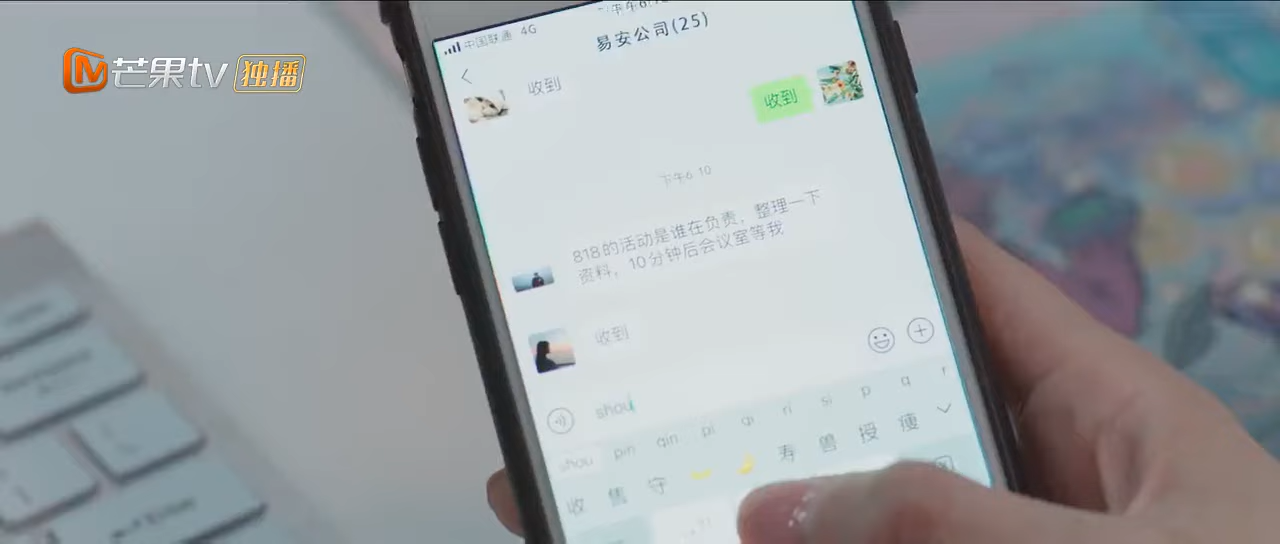 芒果tv 独播
中国联通 4G
易安公司(25)
收到
收到
下午6:10
818的活动是谁在负责，整理一下
资料，10分钟后会议室等我
收到
shou
shou pin qin pi qi ri si p q r
收 售 守 寿 兽 授 瘦